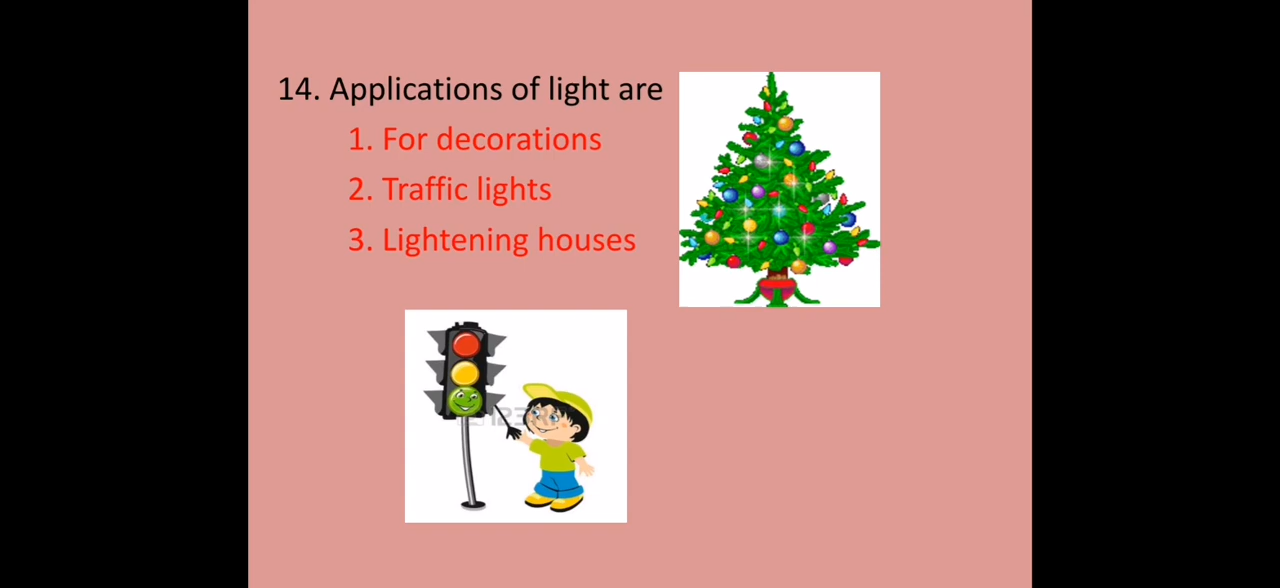 14. Applications of light are
1. For decorations
2. Traffic lights
3. Lightening houses